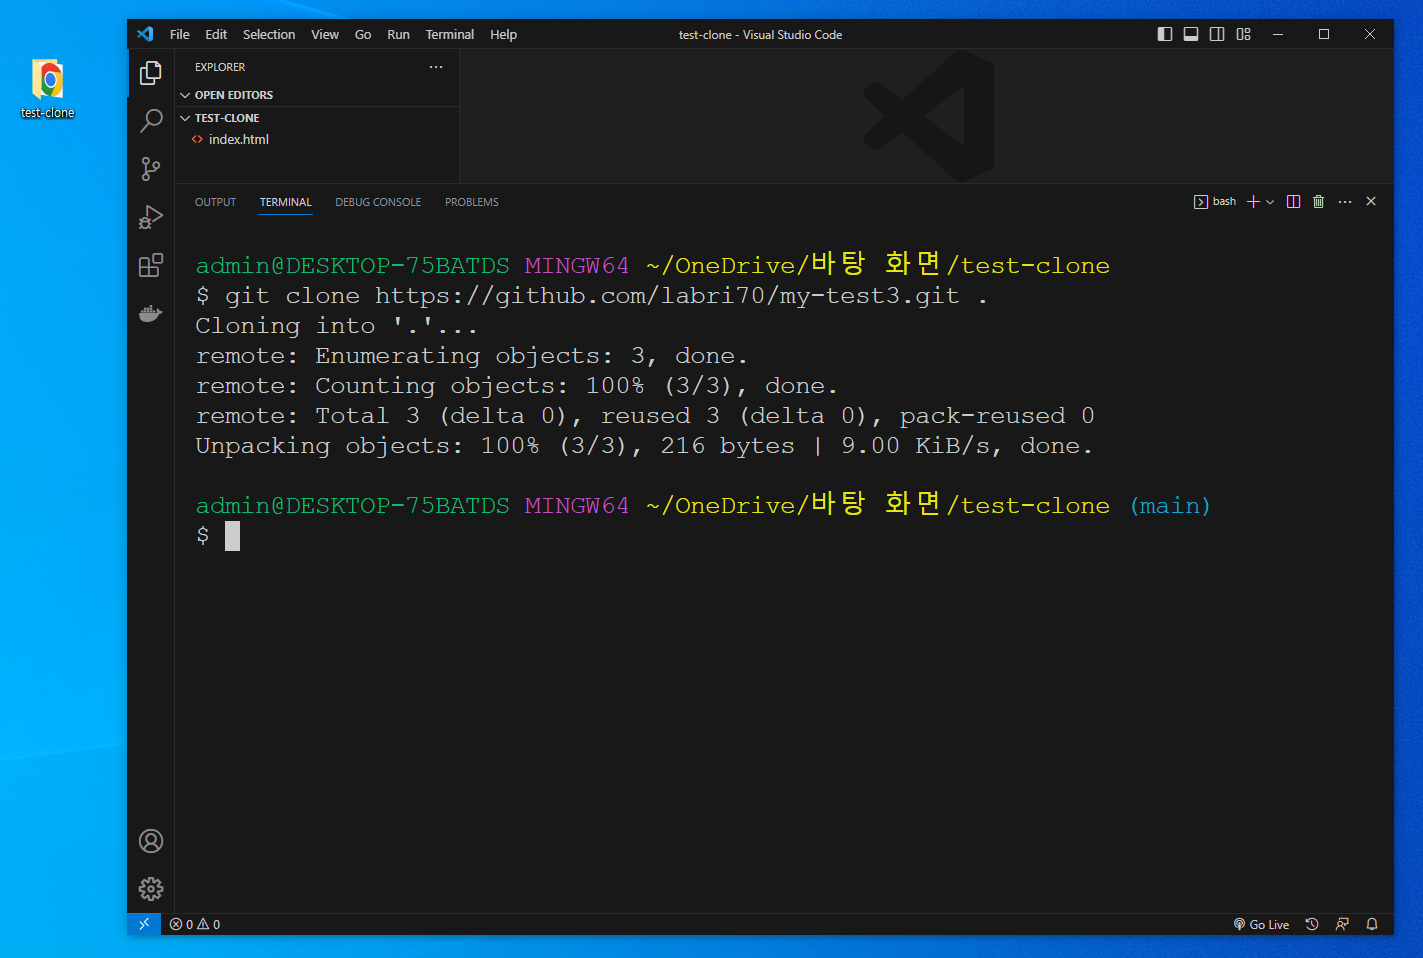 test-clone
File Edit Selection View Go Run Terminal Help
test-clone - Visual Studio Code
EXPLORER
OPEN EDITORS
TEST-CLONE
<> index.html
OUTPUT TERMINAL DEBUG CONSOLE PROBLEMS
bash
admin@DESKTOP-75BATDS MINGW64 ~/OneDrive/바탕 화면/test-clone
$ git clone https://github.com/labri70/my-test3.git .
Cloning into '.'...
remote: Enumerating objects: 3, done.
remote: Counting objects: 100% (3/3), done.
remote: Total 3 (delta 0), reused 3 (delta 0), pack-reused 0
Unpacking objects: 100% (3/3), 216 bytes | 9.00 KiB/s, done.
admin@DESKTOP-75BATDS MINGW64 ~/OneDrive/바탕 화면/test-clone (main)
$
0 0
Go Live